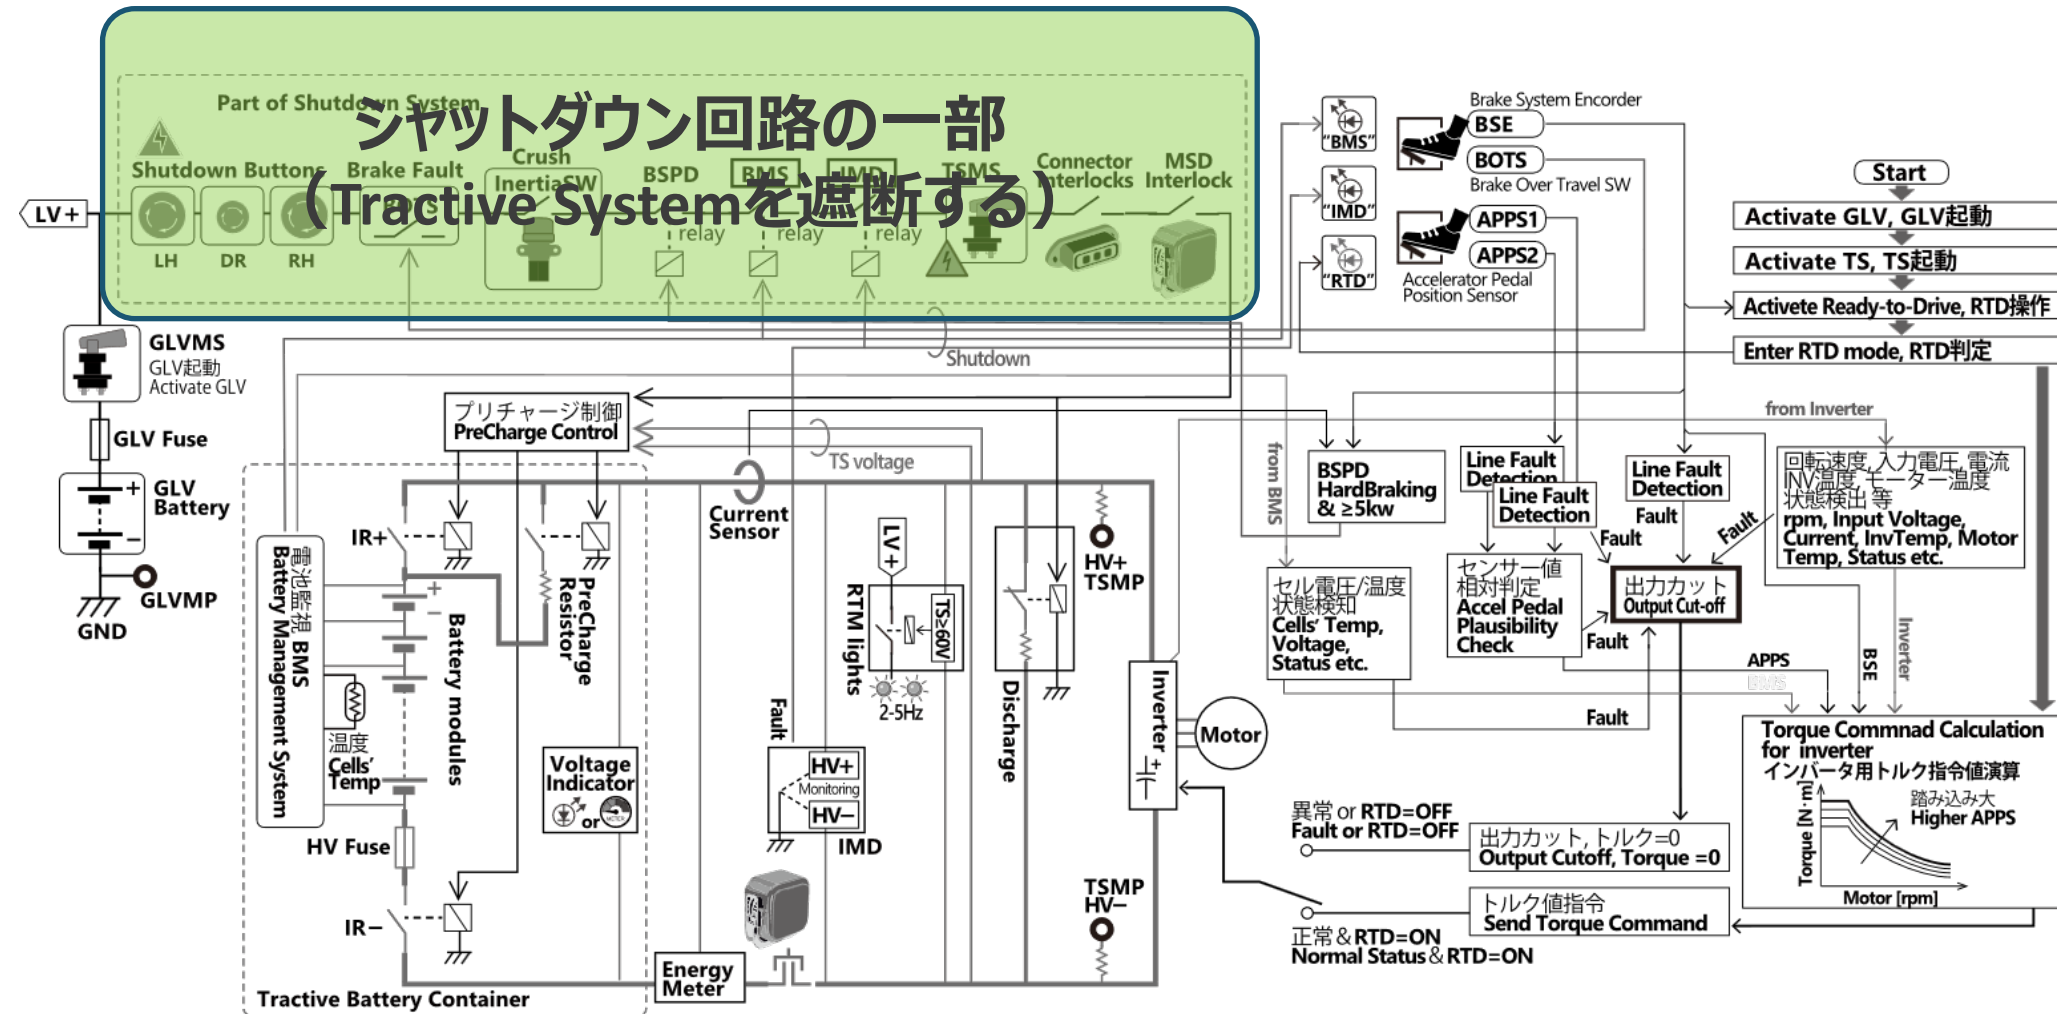 Part of Shutdown System
シャットダウン回路の一部
（Tractive Systemを遮断する）
Shutdown Buttons
Brake Fault
Crush
InertiaSW
BSPD
BMS
IMD
TSMS
Connector
Interlocks
MSD
Interlock
LV+
LH
DR
RH
relay
relay
relay
"BMS"
"IMD"
"RTD"
Brake System Encorder
BSE
BOTS
Brake Over Travel SW
APPS1
APPS2
Accelerator Pedal
Position Sensor
Start
Activate GLV, GLV起動
Activate TS, TS起動
Activete Ready-to-Drive, RTD操作
Enter RTD mode, RTD判定
GLVMS
GLV起動
Activate GLV
GLV Fuse
GLV
Battery
+
−
GLVMP
GND
Shutdown
プリチャージ制御
PreCharge Control
TS voltage
from BMS
from Inverter
Current
Sensor
IR+
PreCharge
Resistor
電池監視 BMS
Battery Management System
+
−
Battery modules
温度
Cells'
Temp
HV Fuse
IR−
Voltage
Indicator
or
METER
Tractive Battery Container
Energy
Meter
LV+
TS≥60V
RTM lights
2-5Hz
Fault
HV+
Monitoring
HV−
IMD
Discharge
HV+
TSMP
TSMP
HV−
Inverter
+
Motor
BSPD
HardBraking
& ≥5kw
Line Fault
Detection
Line Fault
Detection
Line Fault
Detection
Fault
Fault
Fault
回転速度, 入力電圧, 電流
INV温度, モーター温度
状態検出 等
rpm, Input Voltage,
Current, InvTemp, Motor
Temp, Status etc.
セル電圧/温度
状態検知
Cells' Temp,
Voltage,
Status etc.
センサー値
相対判定
Accel Pedal
Plausibility
Check
出力カット
Output Cut-off
Fault
Fault
APPS
BMS
BSE
Inverter
Torque Commnad Calculation
for inverter
インバータ用トルク指令値演算
踏み込み大
Higher APPS
Torque [N·m]
Motor [rpm]
異常 or RTD=OFF
Fault or RTD=OFF
出力カット, トルク=0
Output Cutoff, Torque =0
トルク値指令
Send Torque Command
正常＆RTD=ON
Normal Status＆RTD=ON